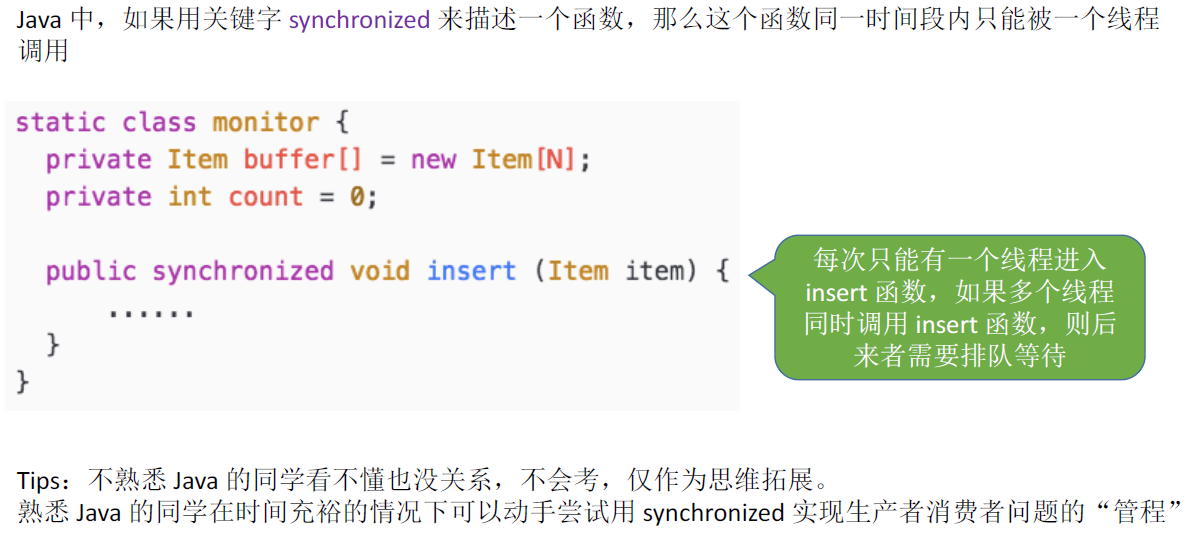 Java 中，如果用关键字 synchronized 来描述一个函数，那么这个函数同一时间段内只能被一个线程
调用
static class monitor {
private Item buffer[] = new Item[N];
private int count = 0;
public synchronized void insert (Item item) {
......
}
}
每次只能有一个线程进入
insert 函数，如果多个线程
同时调用 insert 函数，则后
来者需要排队等待
Tips：不熟悉 Java 的同学看不懂也没关系，不会考，仅作为思维拓展。
熟悉 Java 的同学在时间充裕的情况下可以动手尝试用 synchronized 实现生产者消费者问题的“管程”